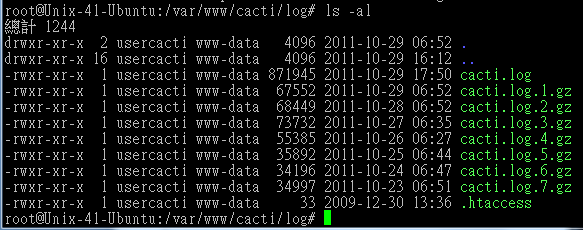 root@Unix-41-Ubuntu:/var/www/cacti/log# ls -al
總計 1244
drwxr-xr-x 2 usercacti www-data 4096 2011-10-29 06:52 .
drwxr-xr-x 16 usercacti www-data 4096 2011-10-29 16:12 ..
-rwxr-xr-x 1 usercacti www-data 871945 2011-10-29 17:50 cacti.log
-rwxr-xr-x 1 usercacti www-data 67552 2011-10-29 06:52 cacti.log.1.gz
-rwxr-xr-x 1 usercacti www-data 68449 2011-10-28 06:52 cacti.log.2.gz
-rwxr-xr-x 1 usercacti www-data 73732 2011-10-27 06:35 cacti.log.3.gz
-rwxr-xr-x 1 usercacti www-data 55385 2011-10-26 06:27 cacti.log.4.gz
-rwxr-xr-x 1 usercacti www-data 35892 2011-10-25 06:44 cacti.log.5.gz
-rwxr-xr-x 1 usercacti www-data 34196 2011-10-24 06:47 cacti.log.6.gz
-rwxr-xr-x 1 usercacti www-data 34997 2011-10-23 06:51 cacti.log.7.gz
-rwxr-xr-x 1 usercacti www-data 33 2009-12-30 13:36 .htaccess
root@Unix-41-Ubuntu:/var/www/cacti/log#